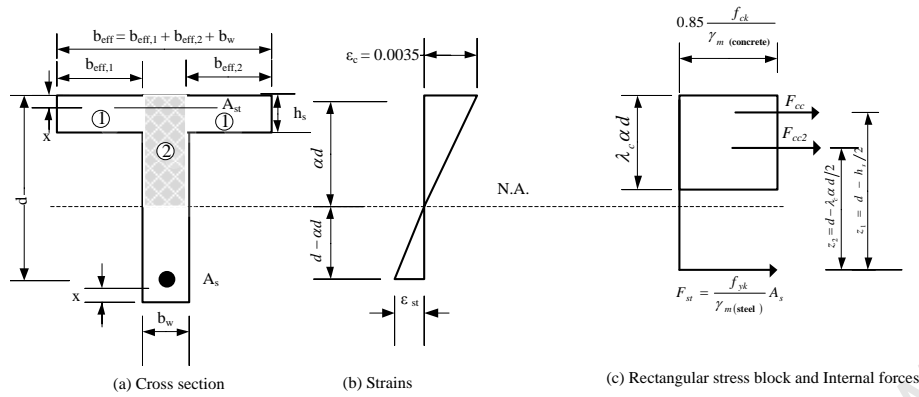 b_eff = b_eff,1 + b_eff,2 + b_w
b_eff,1
b_eff,2
A_st
h_s
①
①
②
x
d
x
A_s
b_w
(a) Cross section
ε_c = 0.0035
αd
d − αd
ε_st
N.A.
(b) Strains
0.85 f_ck / γ_m (concrete)
λ_c αd
F_cc
F_cc2
z_2 = d − λ_c αd/2
z_1 = d − h_s/2
F_st = f_yk / γ_m(steel) A_s
(c) Rectangular stress block and Internal forces